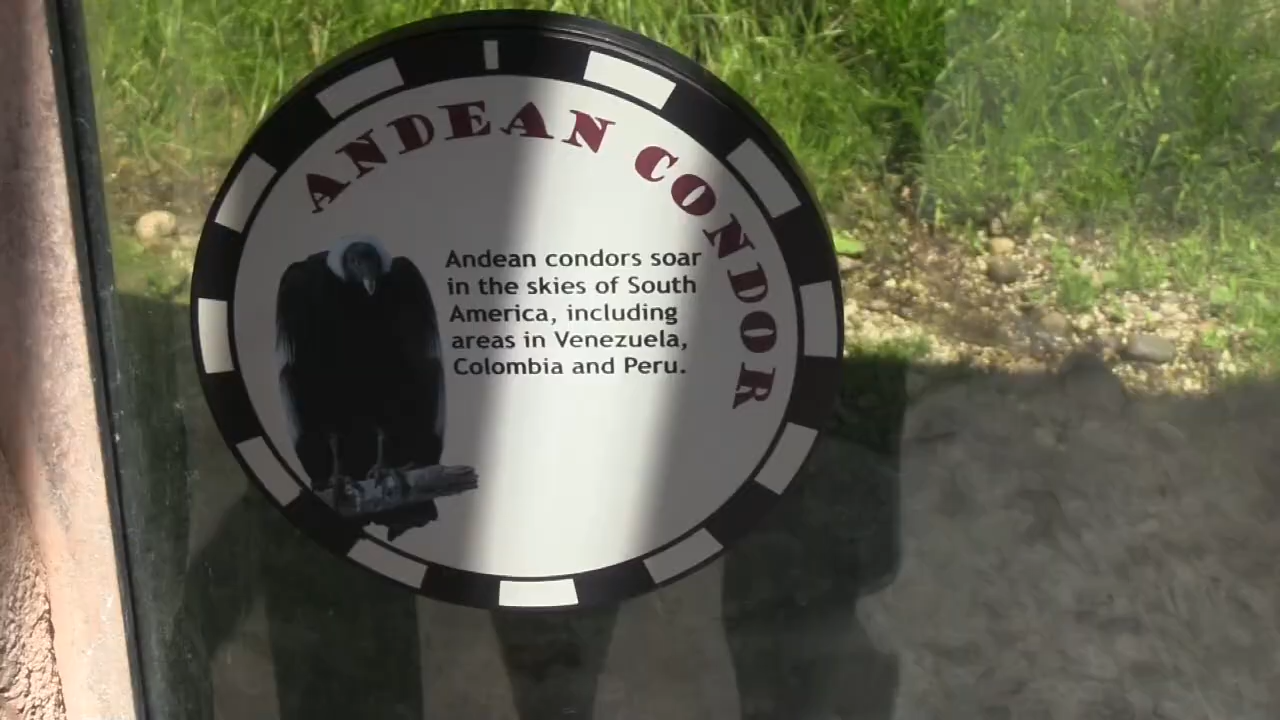 ANDEAN CONDOR
Andean condors soar
in the skies of South
America, including
areas in Venezuela,
Colombia and Peru.